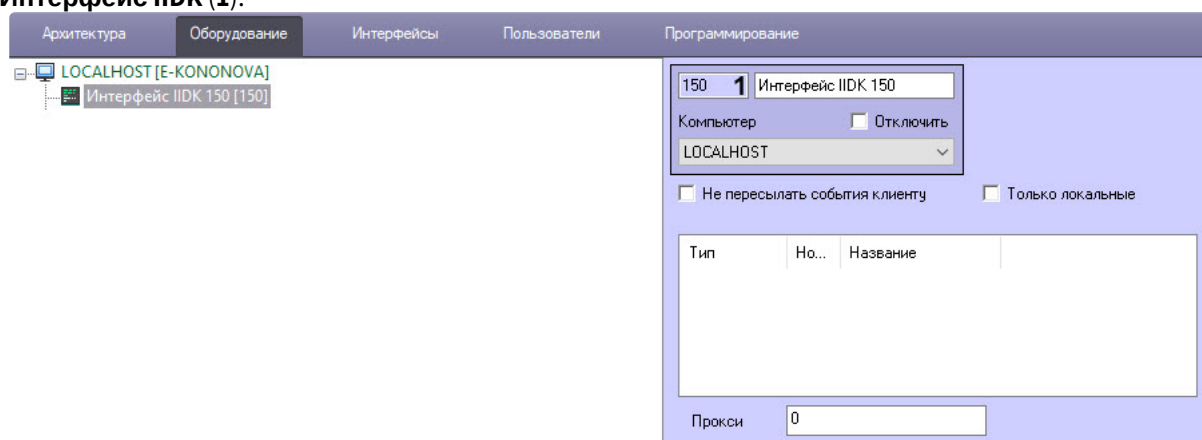 Интерфейс IIDK (1).
Архитектура Оборудование Интерфейсы Пользователи Программирование
LOCALHOST [E-KONONOVA]
Интерфейс IIDK 150 [150]
150 1 Интерфейс IIDK 150
Компьютер Отключить
LOCALHOST
Не пересылать события клиенту Только локальные
Тип Но... Название
Прокси 0